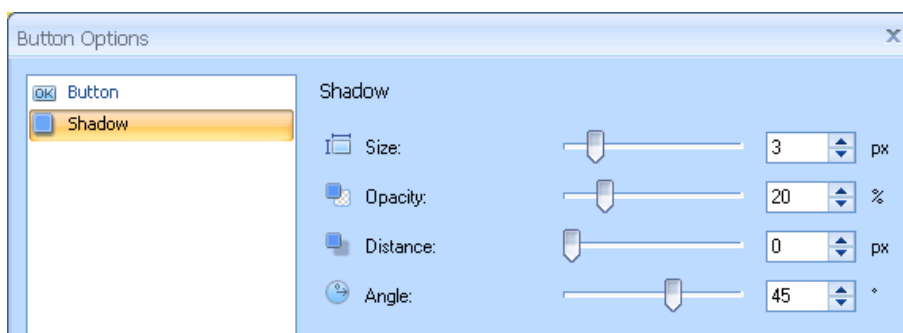 Button Options
OK Button
Shadow
Shadow
Size: 3 px
Opacity: 20 %
Distance: 0 px
Angle: 45 °